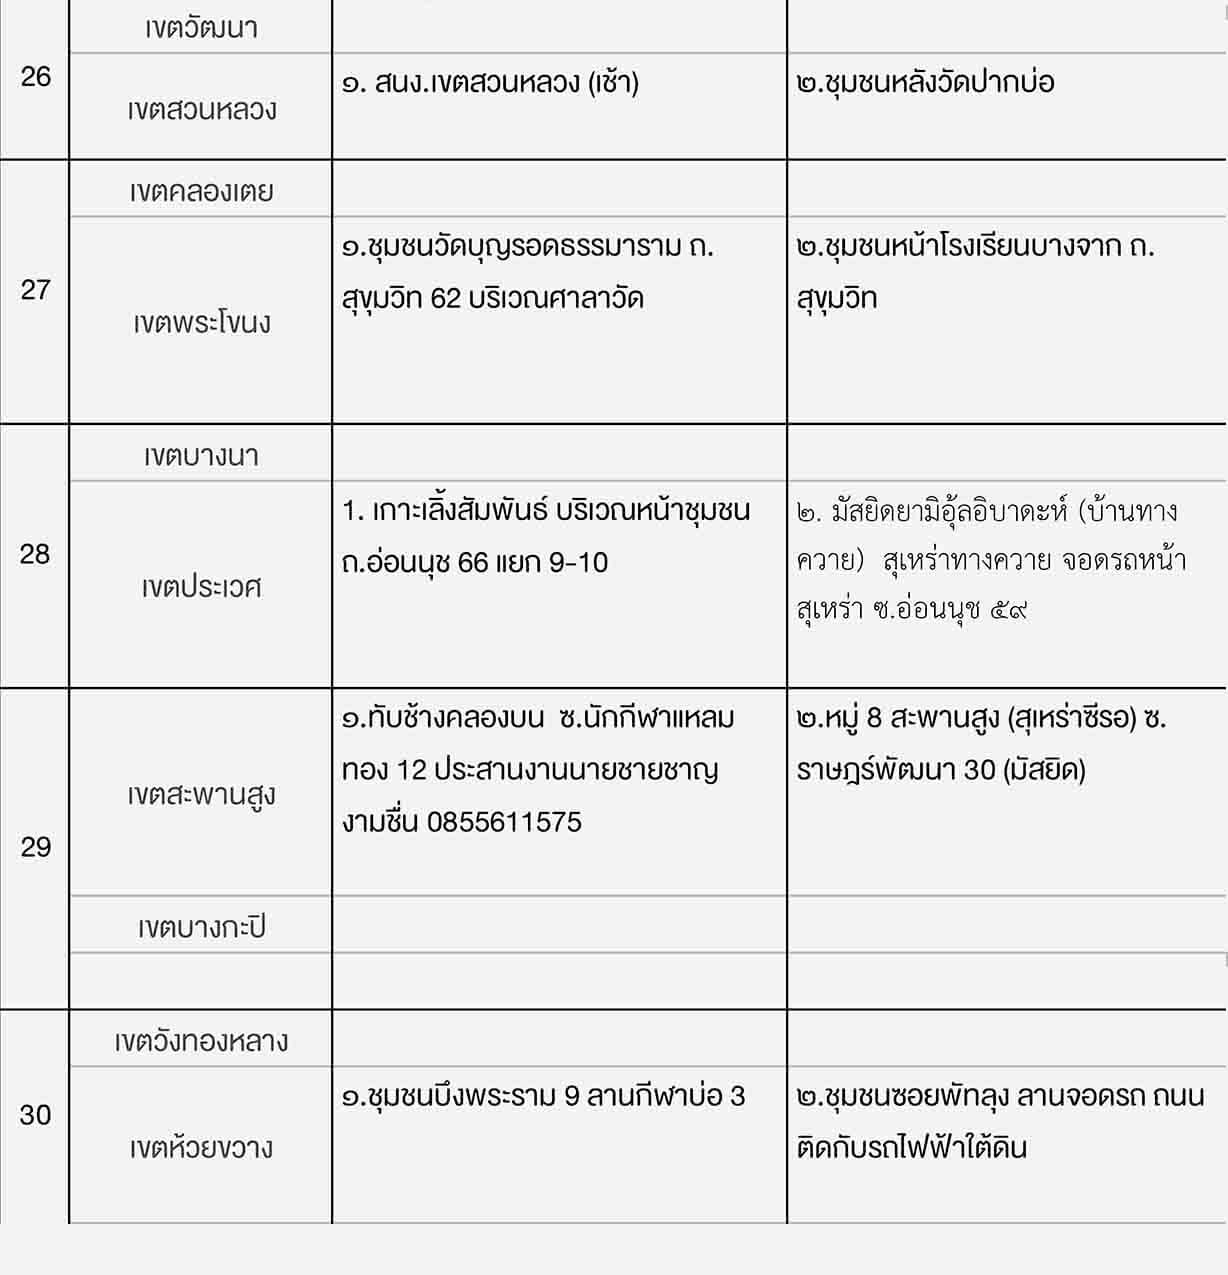 เขตวัฒนา
26
เขตสวนหลวง
๑. สนง.เขตสวนหลวง (เช้า)
๒.ชุมชนหลังวัดปากบ่อ
27
เขตคลองเตย
เขตพระโขนง
๑.ชุมชนวัดบุญรอดธรรมาราม ถ.
สุขุมวิท 62 บริเวณศาลาวัด
๒.ชุมชนหน้าโรงเรียนบางจาก ถ.
สุขุมวิท
28
เขตบางนา
เขตประเวศ
1. เกาะเลิ้งสัมพันธ์ บริเวณหน้าชุมชน
ถ.อ่อนนุช 66 แยก 9-10
๒. มัสยิดยามิอุ้ลอิบาดะห์ (บ้านทาง
ควาย)  สุเหร่าทางควาย จอดรถหน้า
สุเหร่า ซ.อ่อนนุช ๕๙
29
เขตสะพานสูง
๑.ทับช้างคลองบน  ซ.นักกีฬาแหลม
ทอง 12 ประสานงานนายชายชาญ
งามชื่น 0855611575
๒.หมู่ 8 สะพานสูง (สุเหร่าซีรอ) ซ.
ราษฎร์พัฒนา 30 (มัสยิด)
เขตบางกะปิ
30
เขตวังทองหลาง
เขตห้วยขวาง
๑.ชุมชนบึงพระราม 9 ลานกีฬาบ่อ 3
๒.ชุมชนซอยพัทลุง ลานจอดรถ ถนน
ติดกับรถไฟฟ้าใต้ดิน